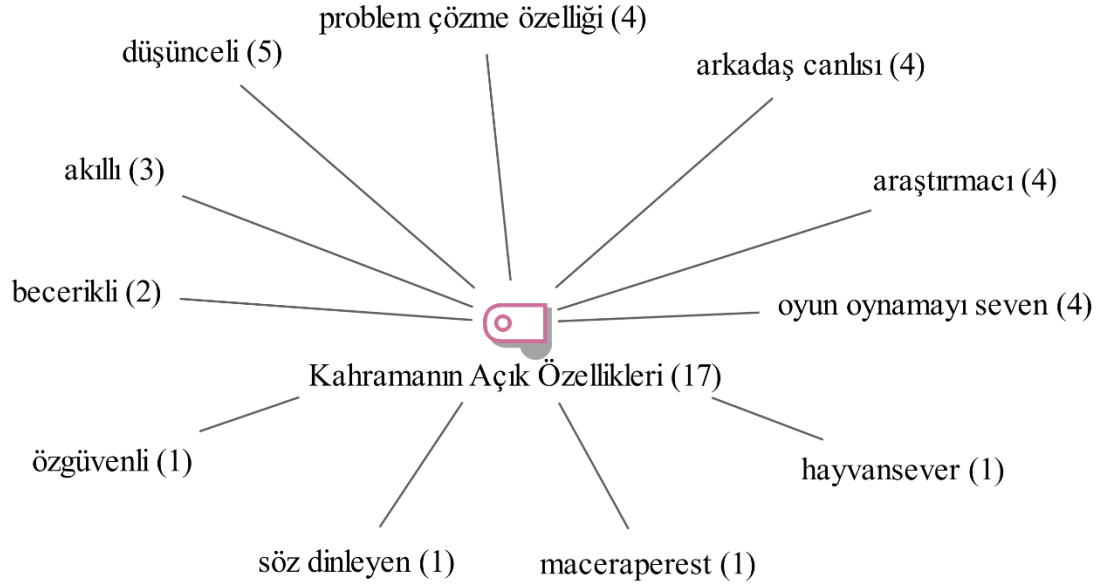 problem çözme özelliği (4)
düşünceli (5)
arkadaş canlısı (4)
akıllı (3)
araştırmacı (4)
becerikli (2)
oyun oynamayı seven (4)
Kahramanın Açık Özellikleri (17)
özgüvenli (1)
hayvansever (1)
söz dinleyen (1)
maceraperest (1)